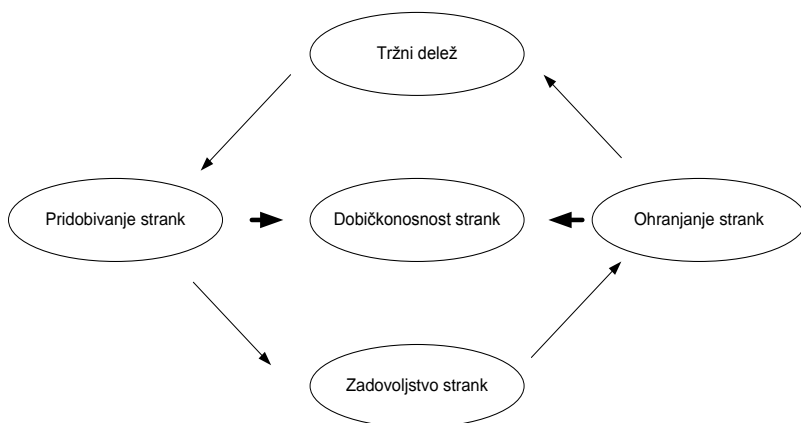 Tržni delež
Pridobivanje strank
Dobičkonosnost strank
Ohranjanje strank
Zadovoljstvo strank